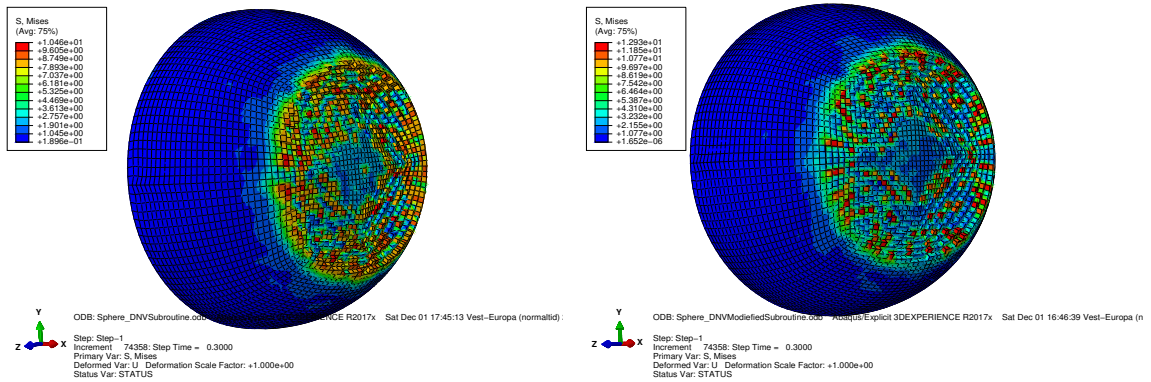 S, Mises
(Avg: 75%)
+1.046e+01
+9.605e+00
+8.749e+00
+7.893e+00
+7.037e+00
+6.181e+00
+5.325e+00
+4.469e+00
+3.613e+00
+2.757e+00
+1.901e+00
+1.045e+00
+1.896e-01
Y
Z
X
ODB: Sphere_DNVSubroutine.odb ENCE R2017x Sat Dec 01 17:45:13 Vest-Europa (normaltid)
Step: Step-1
Increment 74358: Step Time = 0.3000
Primary Var: S, Mises
Deformed Var: U Deformation Scale Factor: +1.000e+00
Status Var: STATUS
S, Mises
(Avg: 75%)
+1.293e+01
+1.185e+01
+1.077e+01
+9.697e+00
+8.619e+00
+7.542e+00
+6.464e+00
+5.387e+00
+4.310e+00
+3.232e+00
+2.155e+00
+1.077e+00
+1.652e-06
Y
Z
X
ODB: Sphere_DNVModiefiedSubroutine.odb Abaqus/Explicit 3DEXPERIENCE R2017x Sat Dec 01 16:46:39 Vest-Europa (n
Step: Step-1
Increment 74358: Step Time = 0.3000
Primary Var: S, Mises
Deformed Var: U Deformation Scale Factor: +1.000e+00
Status Var: STATUS